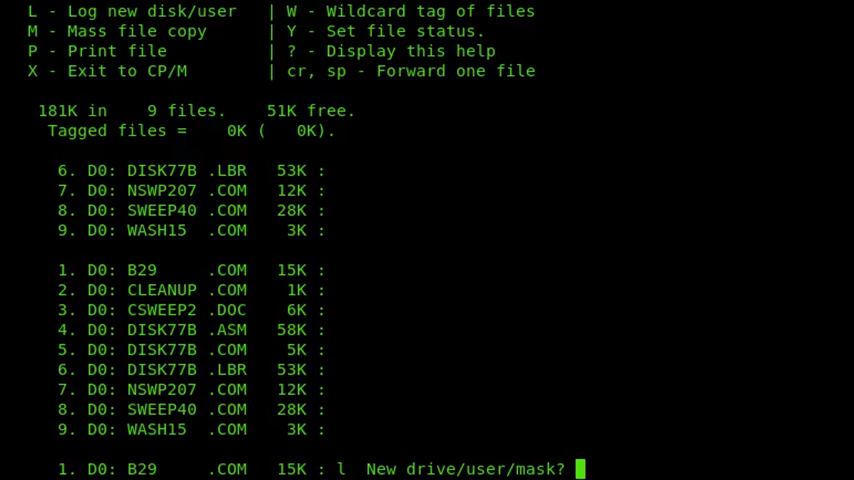 L - Log new disk/user   | W - Wildcard tag of files
M - Mass file copy      | Y - Set file status.
P - Print file          | ? - Display this help
X - Exit to CP/M        | cr, sp - Forward one file
181K in    9 files.    51K free.
Tagged files =    0K (   0K).
6. D0: DISK77B .LBR   53K :
7. D0: NSWP207 .COM   12K :
8. D0: SWEEP40 .COM   28K :
9. D0: WASH15  .COM    3K :
1. D0: B29     .COM   15K :
2. D0: CLEANUP .COM    1K :
3. D0: CSWEEP2 .DOC    6K :
4. D0: DISK77B .ASM   58K :
5. D0: DISK77B .COM    5K :
6. D0: DISK77B .LBR   53K :
7. D0: NSWP207 .COM   12K :
8. D0: SWEEP40 .COM   28K :
9. D0: WASH15  .COM    3K :
1. D0: B29     .COM   15K : l  New drive/user/mask?